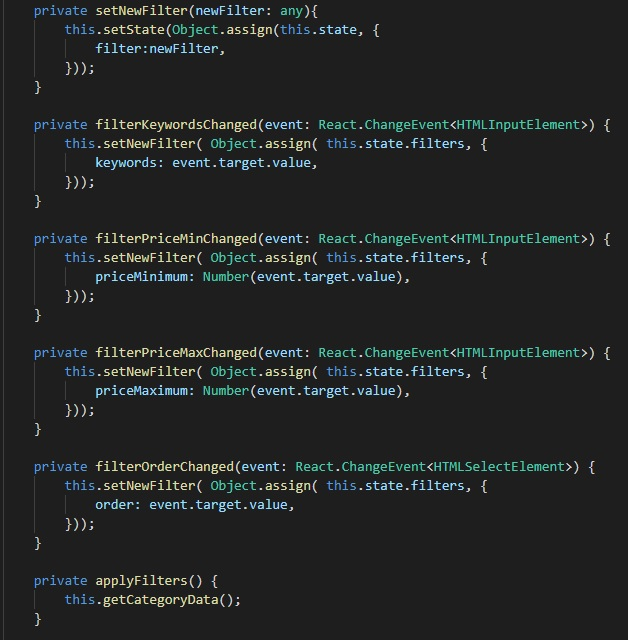 private setNewFilter(newFilter: any){
this.setState(Object.assign(this.state, {
filter:newFilter,
}));
}
private filterKeywordsChanged(event: React.ChangeEvent<HTMLInputElement>) {
this.setNewFilter( Object.assign( this.state.filters, {
keywords: event.target.value,
}));
}
private filterPriceMinChanged(event: React.ChangeEvent<HTMLInputElement>) {
this.setNewFilter( Object.assign( this.state.filters, {
priceMinimum: Number(event.target.value),
}));
}
private filterPriceMaxChanged(event: React.ChangeEvent<HTMLInputElement>) {
this.setNewFilter( Object.assign( this.state.filters, {
priceMaximum: Number(event.target.value),
}));
}
private filterOrderChanged(event: React.ChangeEvent<HTMLSelectElement>) {
this.setNewFilter( Object.assign( this.state.filters, {
order: event.target.value,
}));
}
private applyFilters() {
this.getCategoryData();
}